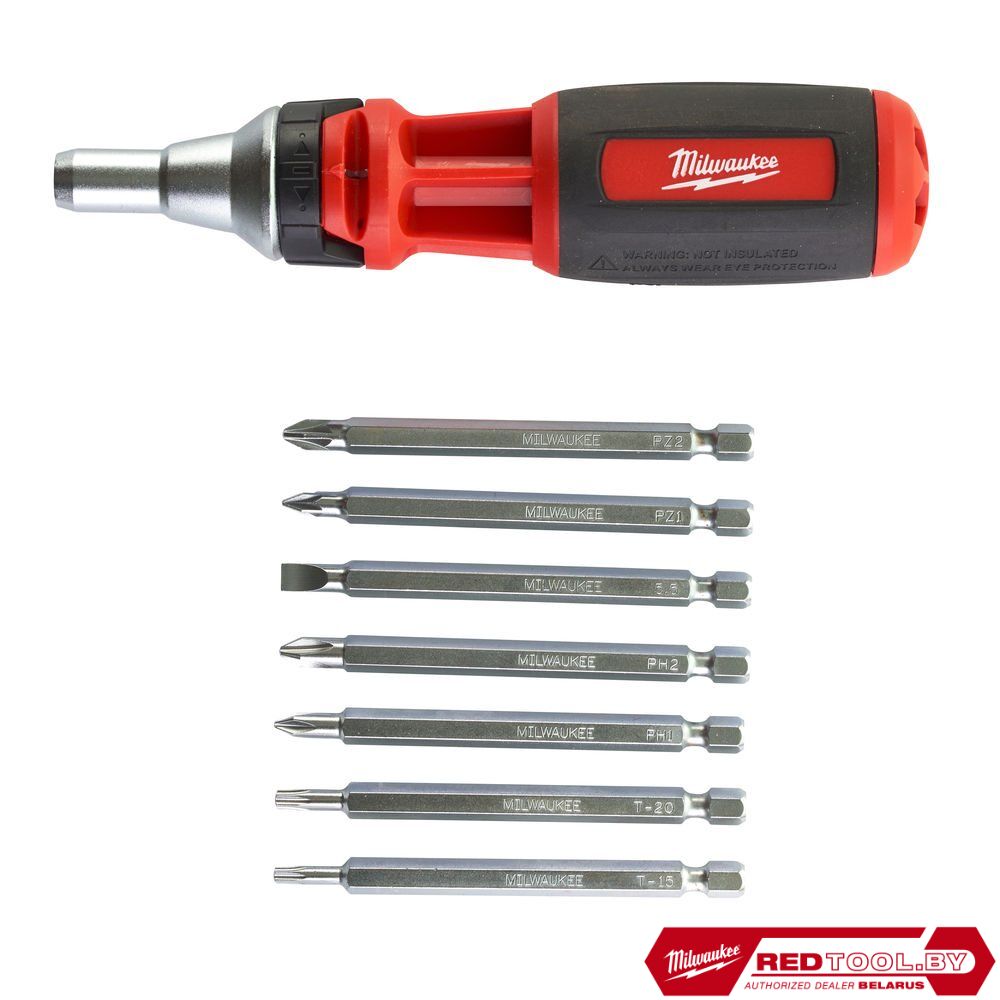 Milwaukee
WARNING: NOT INSULATED
ALWAYS WEAR EYE PROTECTION
MILWAUKEE PZ2
MILWAUKEE PZ1
MILWAUKEE 5.5
MILWAUKEE PH2
MILWAUKEE PH1
MILWAUKEE T-20
MILWAUKEE T-15
Milwaukee REDTOOL.BY
AUTHORIZED DEALER BELARUS